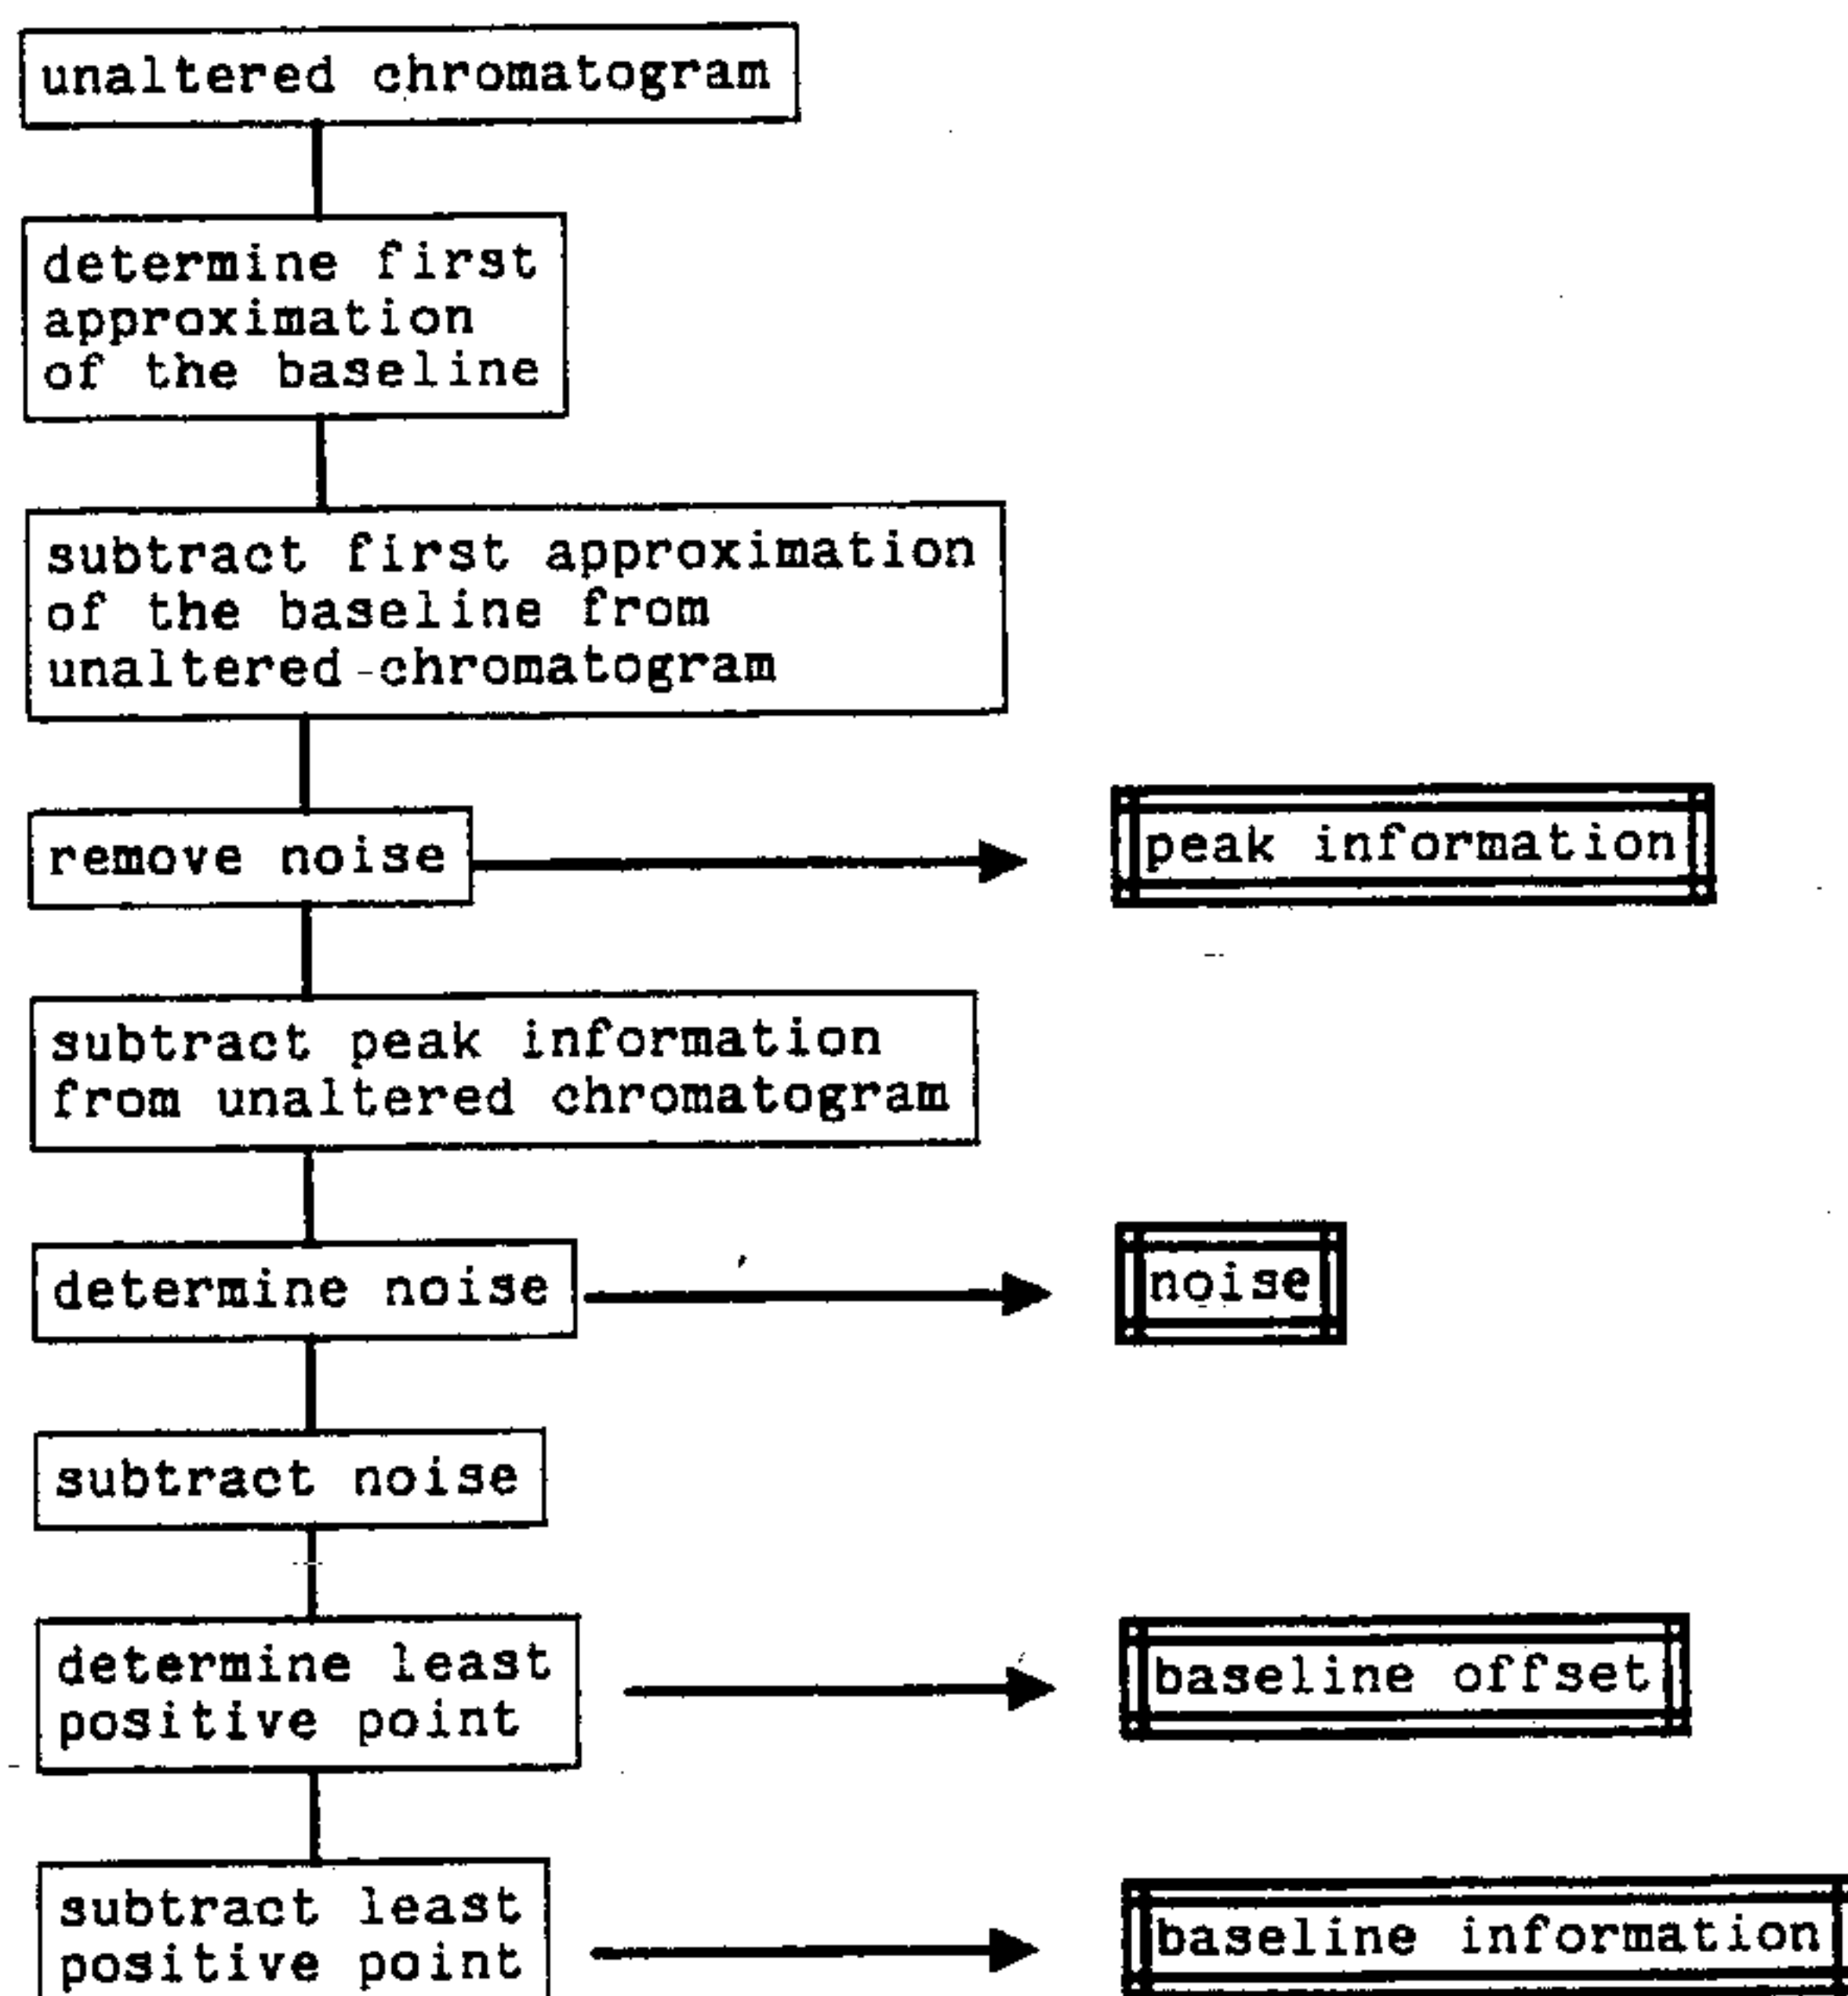 unaltered chromatogram
determine first
approximation
of the baseline
subtract first approximation
of the baseline from
unaltered chromatogram
remove noise
peak information
subtract peak information
from unaltered chromatogram
determine noise
noise
subtract noise
determine least
positive point
baseline offset
subtract least
positive point
baseline information